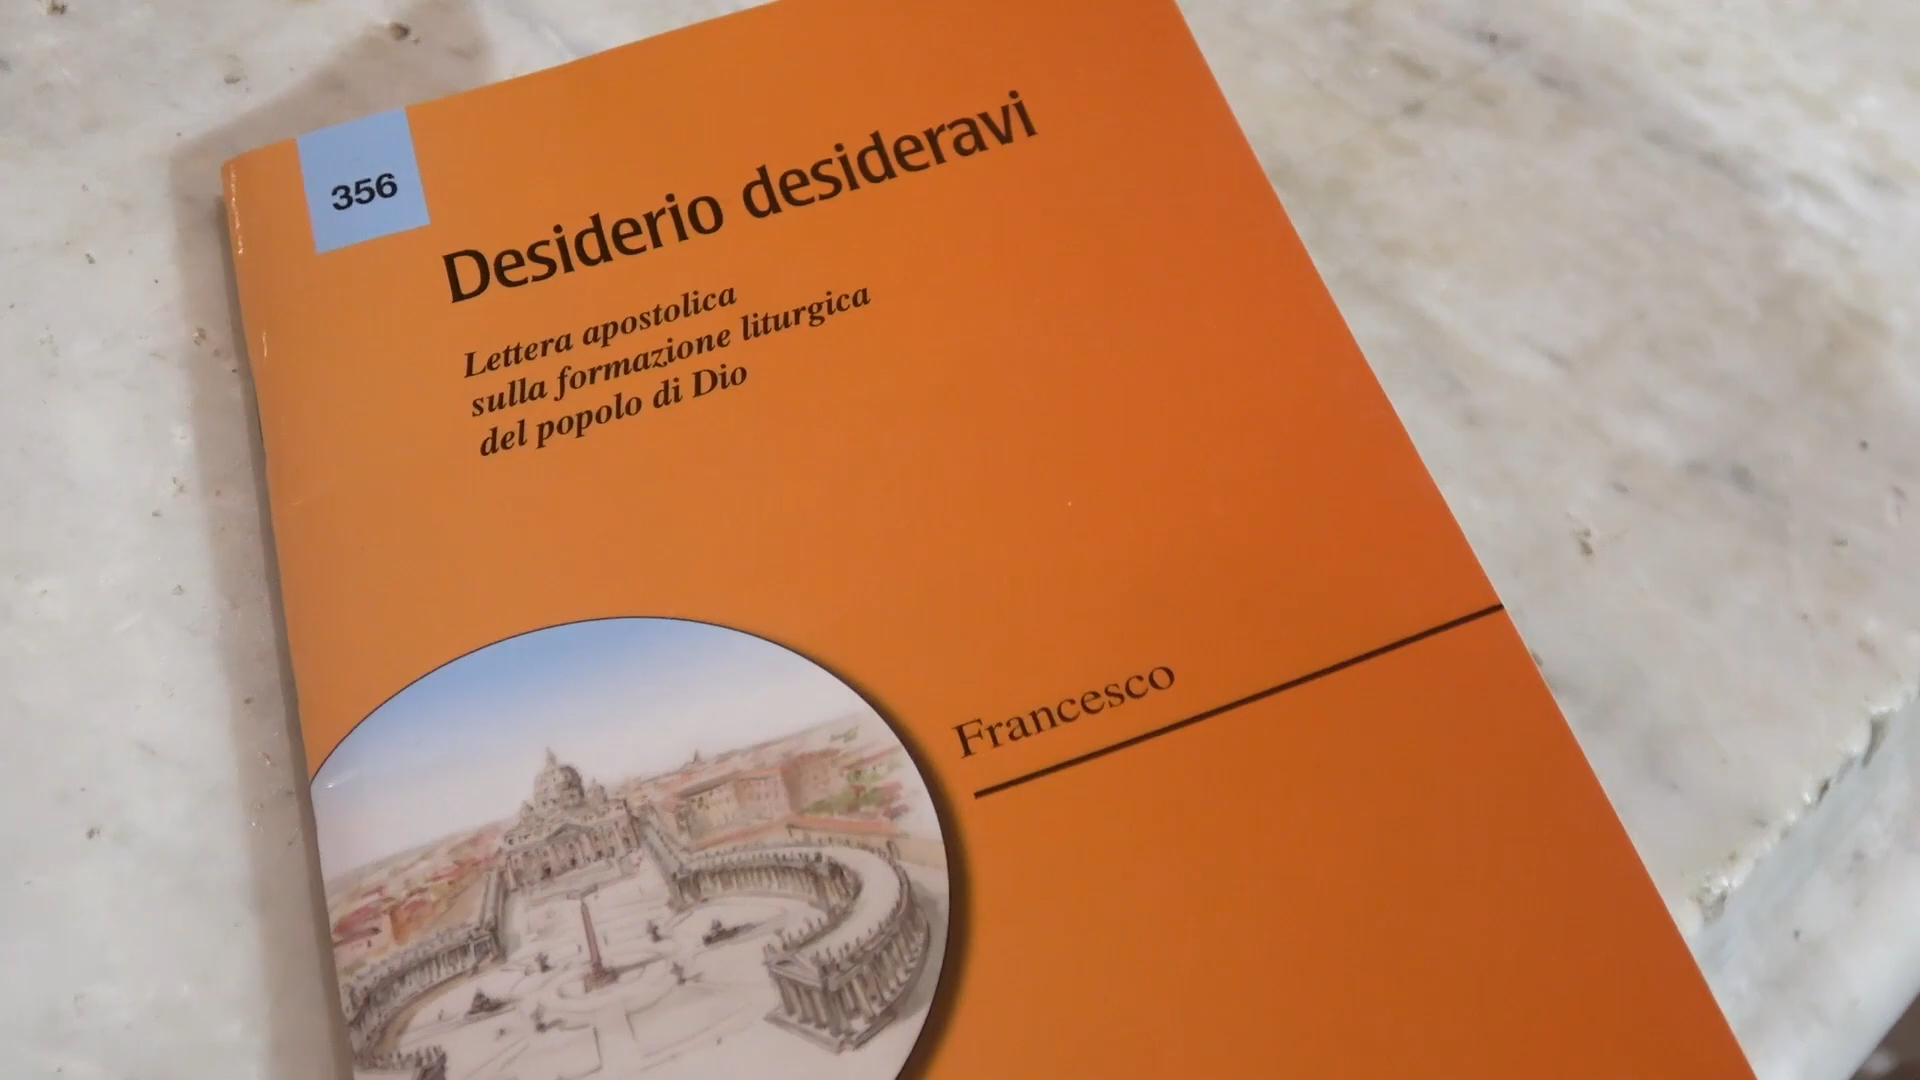 356
Desiderio desideravi
Lettera apostolica
sulla formazione liturgica
del popolo di Dio
Francesco